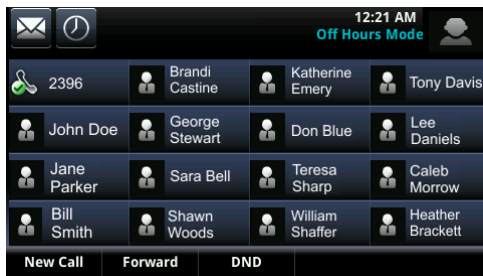 12:21 AM
Off Hours Mode
2396
Brandi
Castine
Katherine
Emery
Tony Davis
John Doe
George
Stewart
Don Blue
Lee
Daniels
Jane
Parker
Sara Bell
Teresa
Sharp
Caleb
Morrow
Bill
Smith
Shawn
Woods
William
Shaffer
Heather
Brackett
New Call
Forward
DND